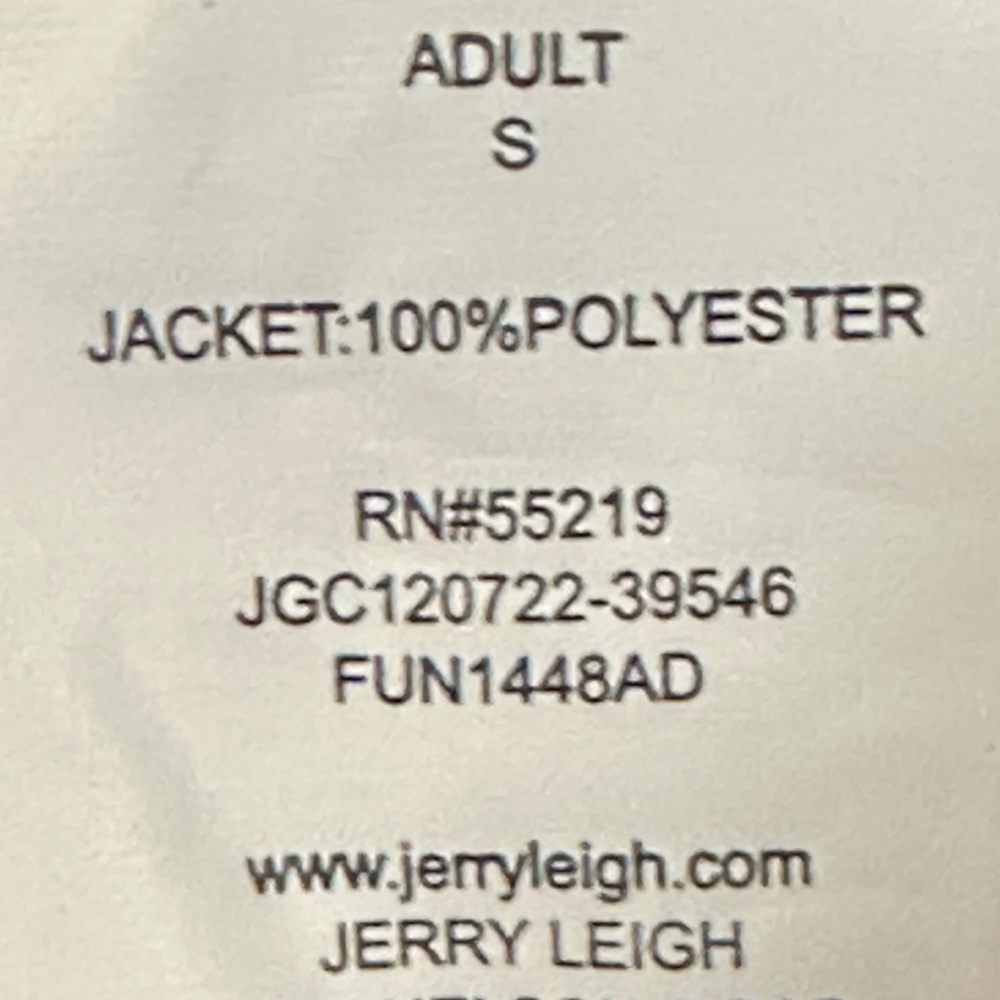 ADULT
S
JACKET:100%POLYESTER
RN#55219
JGC120722-39546
FUN1448AD
www.jerryleigh.com
JERRY LEIGH